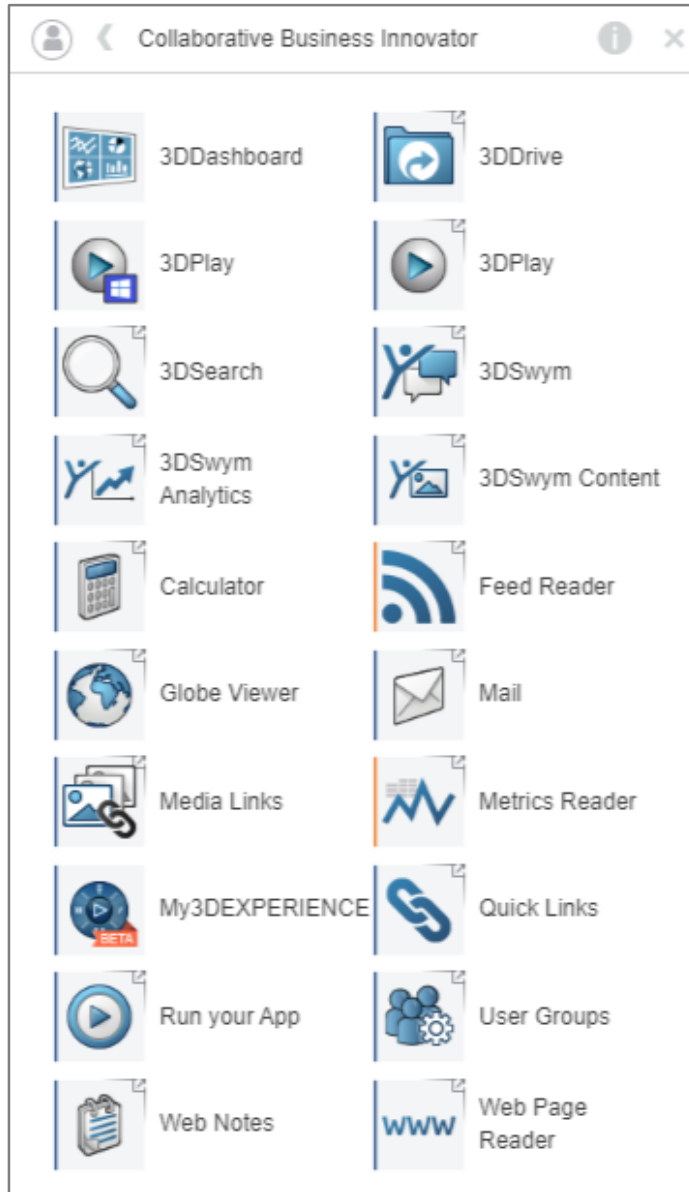 Collaborative Business Innovator
3DDashboard
3DDrive
3DPlay
3DPlay
3DSearch
3DSwym
3DSwym
Analytics
3DSwym Content
Calculator
Feed Reader
Globe Viewer
Mail
Media Links
Metrics Reader
BETA
My3DEXPERIENCE
Quick Links
Run your App
User Groups
Web Notes
www
Web Page
Reader